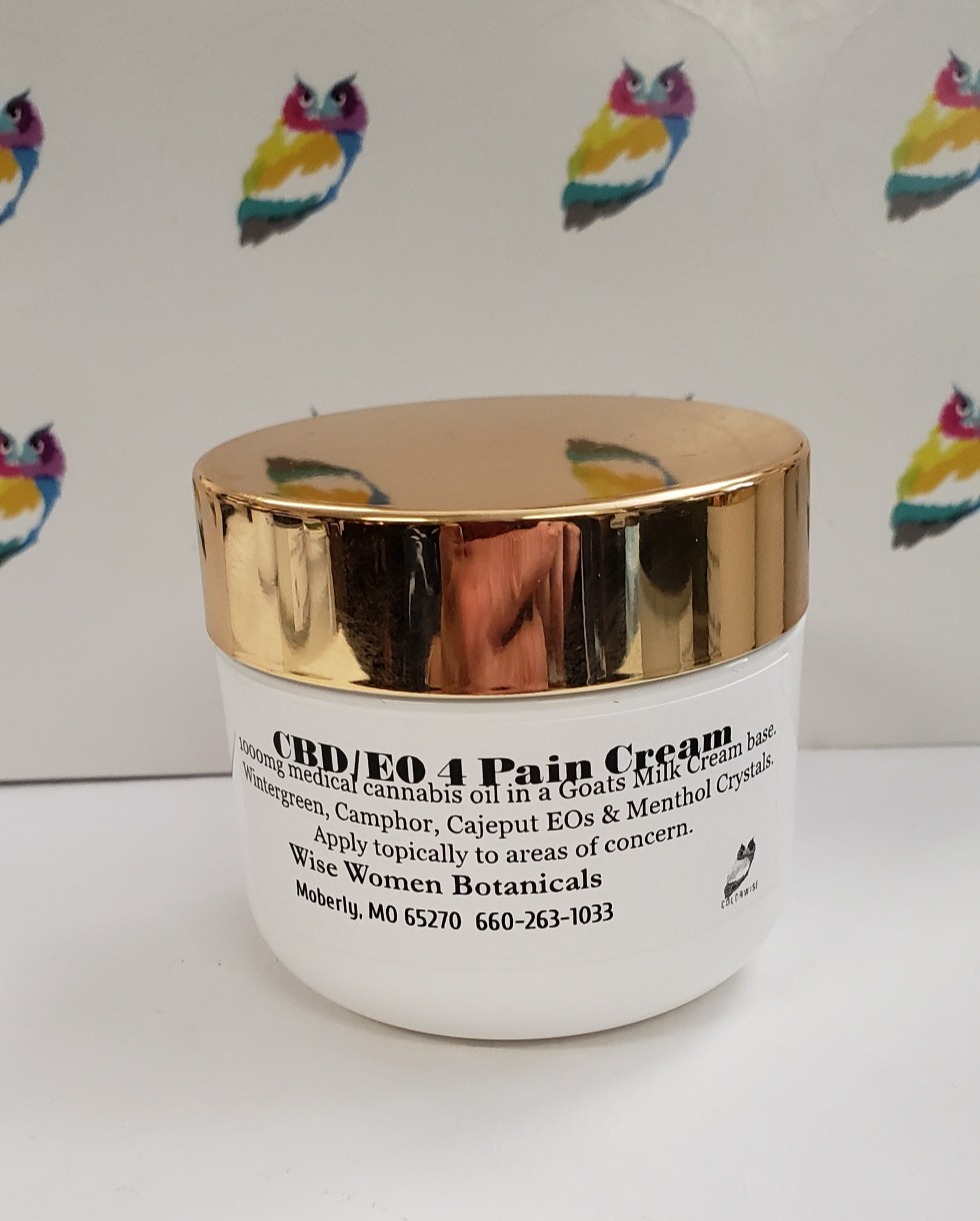 CBD/EO 4 Pain Cream
1000mg medical cannabis oil in a Goats Milk Cream base.
Wintergreen, Camphor, Cajeput EOs & Menthol Crystals.
Apply topically to areas of concern.
Wise Women Botanicals
Moberly, MO 65270 660-263-1033
COLORWISE